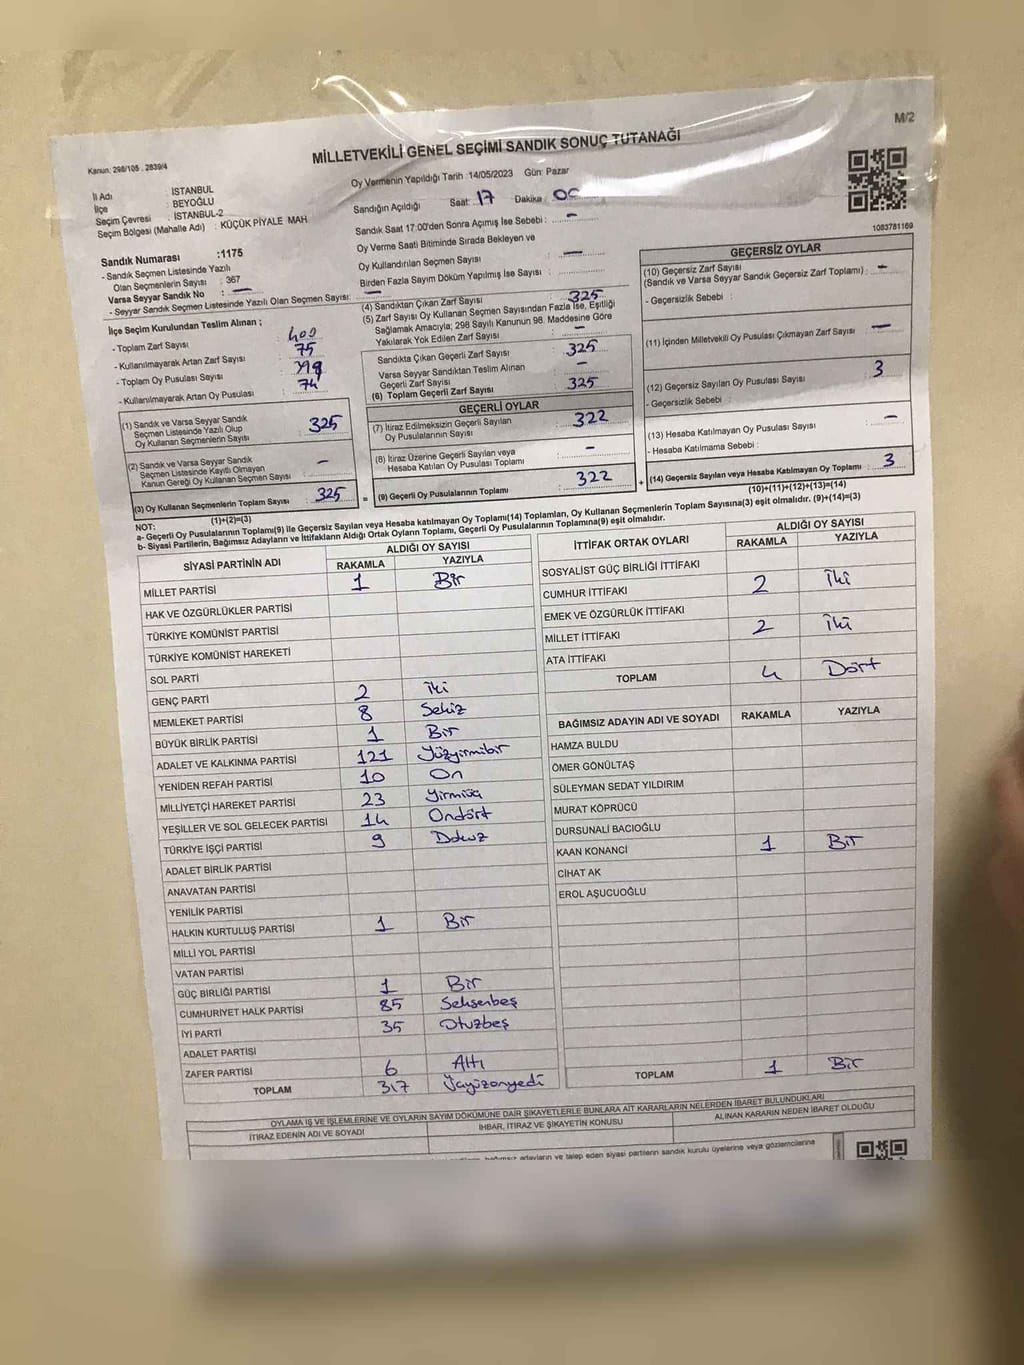 M/2
Kanun: 298/105 . 2839/4
MİLLETVEKİLİ GENEL SEÇİMİ SANDIK SONUÇ TUTANAĞI
İl Adı : İSTANBUL
İlçe : BEYOĞLU
Seçim Çevresi : İSTANBUL-2
Seçim Bölgesi (Mahalle Adı) : KÜÇÜK PİYALE MAH
Oy Vermenin Yapıldığı Tarih :14/05/2023 Gün: Pazar
Sandığın Açıldığı Saat: 17 Dakika :
Sandık Saat 17:00'den Sonra Açımış İse Sebebi : –
Oy Verme Saati Bitiminde Sırada Bekleyen ve
Oy Kullandırılan Seçmen Sayısı : —
Birden Fazla Sayım Döküm Yapılmış İse Sayısı :
1083781169
Sandık Numarası :1175
- Sandık Seçmen Listesinde Yazılı
Olan Seçmenlerin Sayısı : 367
Varsa Seyyar Sandık No : —
- Seyyar Sandık Seçmen Listesinde Yazılı Olan Seçmen Sayısı: —
İlçe Seçim Kurulundan Teslim Alınan ;
- Toplam Zarf Sayısı : 400
- Kullanılmayarak Artan Zarf Sayısı : 75
- Toplam Oy Pusulası Sayısı :
- Kullanılmayarak Artan Oy Pusulası : 74
(1) Sandık ve Varsa Seyyar Sandık
Seçmen Listesinde Yazılı Olup
Oy Kullanan Seçmenlerin Sayısı : 325
(2) Sandık ve Varsa Seyyar Sandık
Seçmen Listesinde Kayıtlı Olmayan
Kanun Gereği Oy Kullanan Seçmen Sayısı : –
(3) Oy Kullanan Seçmenlerin Toplam Sayısı : 325
(1)+(2)=(3)
(4) Sandıktan Çıkan Zarf Sayısı : 325
(5) Zarf Sayısı Oy Kullanan Seçmen Sayısından Fazla İse, Eşitliği
Sağlamak Amacıyla; 298 Sayılı Kanunun 98. Maddesine Göre
Yakılarak Yok Edilen Zarf Sayısı : –
Sandıkta Çıkan Geçerli Zarf Sayısı : 325
Varsa Seyyar Sandıktan Teslim Alınan
Geçerli Zarf Sayısı : –
(6) Toplam Geçerli Zarf Sayısı : 325
GEÇERLİ OYLAR
(7) İtiraz Edilmeksizin Geçerli Sayılan
Oy Pusulalarının Sayısı : 322
(8) İtiraz Üzerine Geçerli Sayılan veya
Hesaba Katılan Oy Pusulası Toplamı : –
= (9) Geçerli Oy Pusulalarının Toplamı : 322
GEÇERSİZ OYLAR
(10) Geçersiz Zarf Sayısı
(Sandık ve Varsa Seyyar Sandık Geçersiz Zarf Toplamı) : –
- Geçersizlik Sebebi :
(11) İçinden Milletvekili Oy Pusulası Çıkmayan Zarf Sayısı : —
(12) Geçersiz Sayılan Oy Pusulası Sayısı : 3
- Geçersizlik Sebebi :
(13) Hesaba Katılmayan Oy Pusulası Sayısı : –
- Hesaba Katılmama Sebebi :
+ (14) Geçersiz Sayılan veya Hesaba Katılmayan Oy Toplamı : 3
(10)+(11)+(12)+(13)=(14)
NOT:
a- Geçerli Oy Pusulalarının Toplamı(9) ile Geçersiz Sayılan veya Hesaba katılmayan Oy Toplamı(14) Toplamları, Oy Kullanan Seçmenlerin Toplam Sayısına(3) eşit olmalıdır. (9)+(14)=(3)
b- Siyasi Partilerin, Bağımsız Adayların ve İttifakların Aldığı Ortak Oyların Toplamı, Geçerli Oy Pusulalarının Toplamına(9) eşit olmalıdır.
SİYASİ PARTİNİN ADI ALDIĞI OY SAYISI
RAKAMLA YAZIYLA
MİLLET PARTİSİ 1 Bir
HAK VE ÖZGÜRLÜKLER PARTİSİ
TÜRKİYE KOMÜNİST PARTİSİ
TÜRKİYE KOMÜNİST HAREKETİ
SOL PARTİ
GENÇ PARTİ 2 İki
MEMLEKET PARTİSİ 8 Sekiz
BÜYÜK BİRLİK PARTİSİ 1 Bir
ADALET VE KALKINMA PARTİSİ 121 Yüzyirmibir
YENİDEN REFAH PARTİSİ 10 On
MİLLİYETÇİ HAREKET PARTİSİ 23 Yirmiüç
YEŞİLLER VE SOL GELECEK PARTİSİ 14 Ondört
TÜRKİYE İŞÇİ PARTİSİ 9 Dokuz
ADALET BİRLİK PARTİSİ
ANAVATAN PARTİSİ
YENİLİK PARTİSİ
HALKIN KURTULUŞ PARTİSİ 1 Bir
MİLLİ YOL PARTİSİ
VATAN PARTİSİ
GÜÇ BİRLİĞİ PARTİSİ 1 Bir
CUMHURİYET HALK PARTİSİ 85 Seksenbeş
İYİ PARTİ 35 Otuzbeş
ADALET PARTİSİ
ZAFER PARTİSİ 6 Altı
TOPLAM 317 Üçyüzonyedi
İTTİFAK ORTAK OYLARI ALDIĞI OY SAYISI
RAKAMLA YAZIYLA
SOSYALİST GÜÇ BİRLİĞİ İTTİFAKI
CUMHUR İTTİFAKI 2 İki
EMEK VE ÖZGÜRLÜK İTTİFAKI
MİLLET İTTİFAKI 2 İki
ATA İTTİFAKI
TOPLAM 4 Dört
BAĞIMSIZ ADAYIN ADI VE SOYADI RAKAMLA YAZIYLA
HAMZA BULDU
ÖMER GÖNÜLTAŞ
SÜLEYMAN SEDAT YILDIRIM
MURAT KÖPRÜCÜ
DURSUNALİ BACIOĞLU
KAAN KONANCİ 1 Bir
CİHAT AK
EROL AŞUCUOĞLU
TOPLAM 1 Bir
OYLAMA İŞ VE İŞLEMLERİNE VE OYLARIN SAYIM DÖKÜMÜNE DAİR ŞİKAYETLERLE BUNLARA AİT KARARLARIN NELERDEN İBARET BULUNDUKLARI
İTİRAZ EDENİN ADI VE SOYADI İHBAR, İTİRAZ VE ŞİKAYETİN KONUSU ALINAN KARARIN NEDEN İBARET OLDUĞU
bağımsız adayların ve talep eden siyasi partilerin sandık kurulu üyelerine veya gözlemcilerine